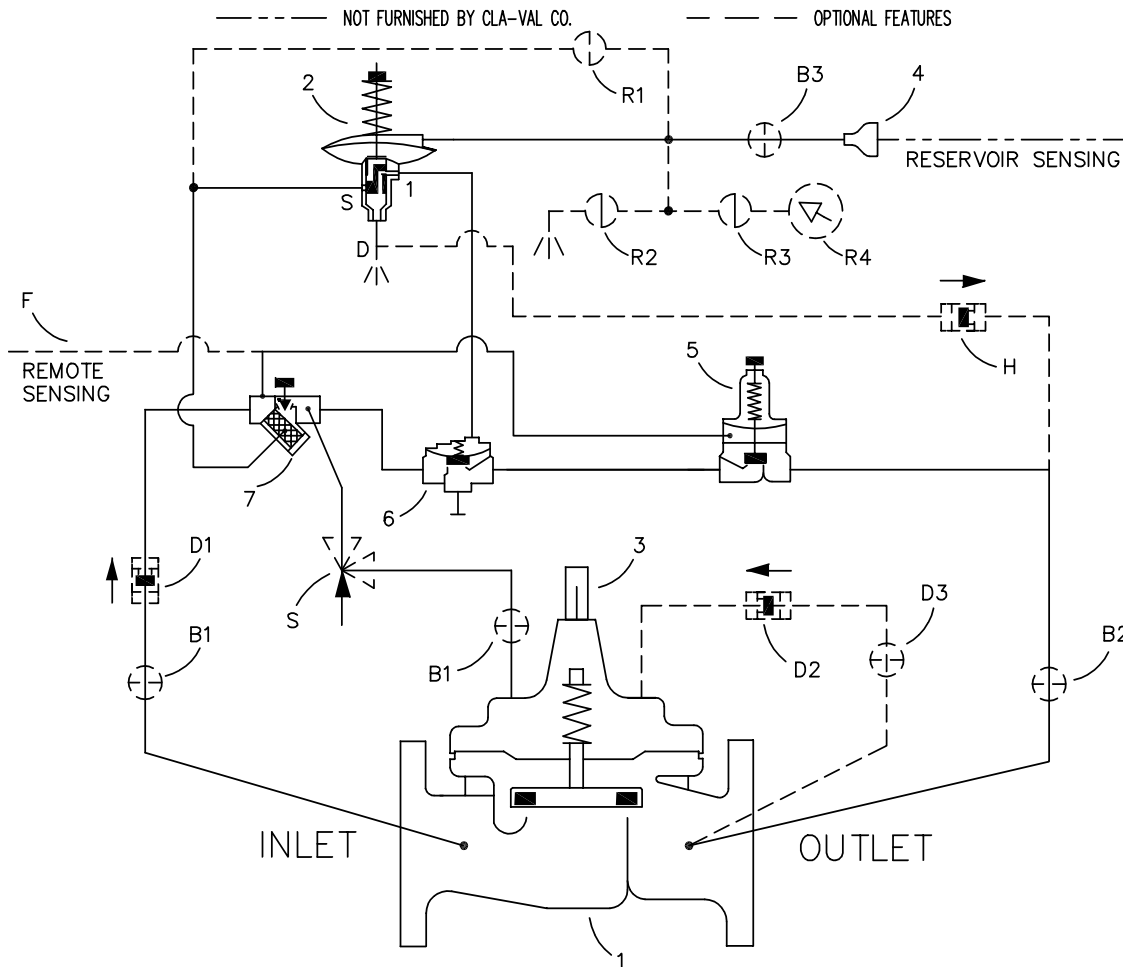 NOT FURNISHED BY CLA-VAL CO.
OPTIONAL FEATURES
R1
B3
4
2
RESERVOIR SENSING
S
1
D
R2
R3
R4
F
REMOTE
SENSING
H
5
7
6
D1
S
3
D3
B1
B1
D2
B2
INLET
OUTLET
1